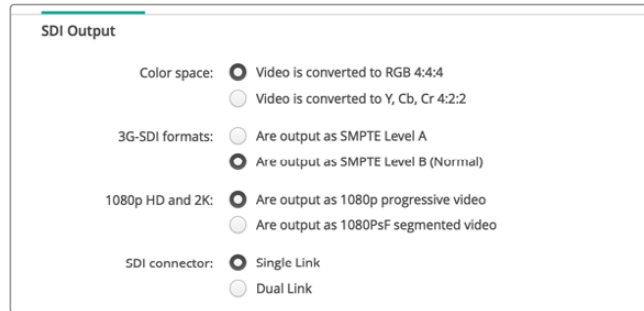 SDI Output
Color space: Video is converted to RGB 4:4:4
Video is converted to Y, Cb, Cr 4:2:2
3G-SDI formats: Are output as SMPTE Level A
Are output as SMPTE Level B (Normal)
1080p HD and 2K: Are output as 1080p progressive video
Are output as 1080PsF segmented video
SDI connector: Single Link
Dual Link